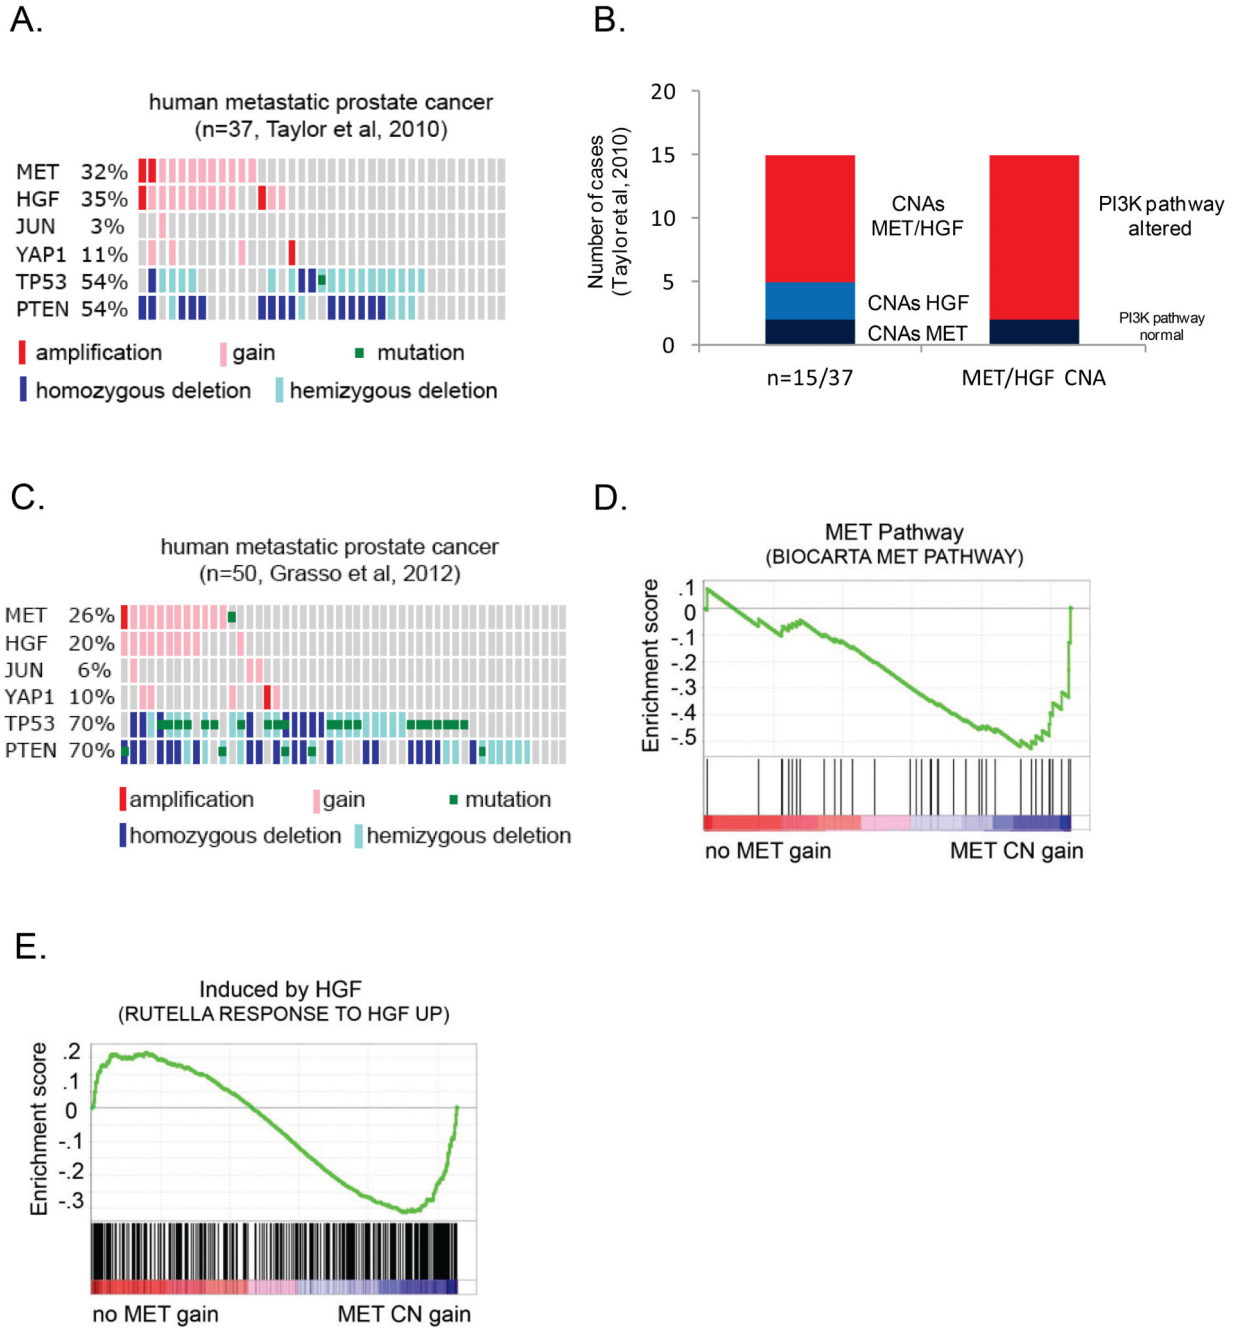 A.
human metastatic prostate cancer
(n=37, Taylor et al, 2010)
MET 32%
HGF 35%
JUN 3%
YAP1 11%
TP53 54%
PTEN 54%
amplification gain mutation
homozygous deletion hemizygous deletion
B.
Number of cases
(Taylor et al, 2010)
20
15
10
5
0
CNAs
MET/HGF
CNAs HGF
CNAs MET
PI3K pathway
altered
PI3K pathway
normal
n=15/37 MET/HGF CNA
C.
human metastatic prostate cancer
(n=50, Grasso et al, 2012)
MET 26%
HGF 20%
JUN 6%
YAP1 10%
TP53 70%
PTEN 70%
amplification gain mutation
homozygous deletion hemizygous deletion
D.
MET Pathway
(BIOCARTA MET PATHWAY)
Enrichment score
.1
0
-.1
-.2
-.3
-.4
-.5
no MET gain MET CN gain
E.
Induced by HGF
(RUTELLA RESPONSE TO HGF UP)
Enrichment score
.2
.1
0
-.1
-.2
-.3
no MET gain MET CN gain